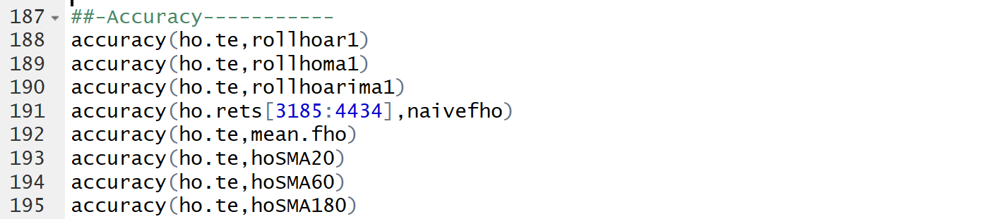 187 ##-Accuracy-----------
188 accuracy(ho.te,rollhoar1)
189 accuracy(ho.te,rollhoma1)
190 accuracy(ho.te,rollhoarima1)
191 accuracy(ho.rets[3185:4434],naivefho)
192 accuracy(ho.te,mean.fho)
193 accuracy(ho.te,hoSMA20)
194 accuracy(ho.te,hoSMA60)
195 accuracy(ho.te,hoSMA180)